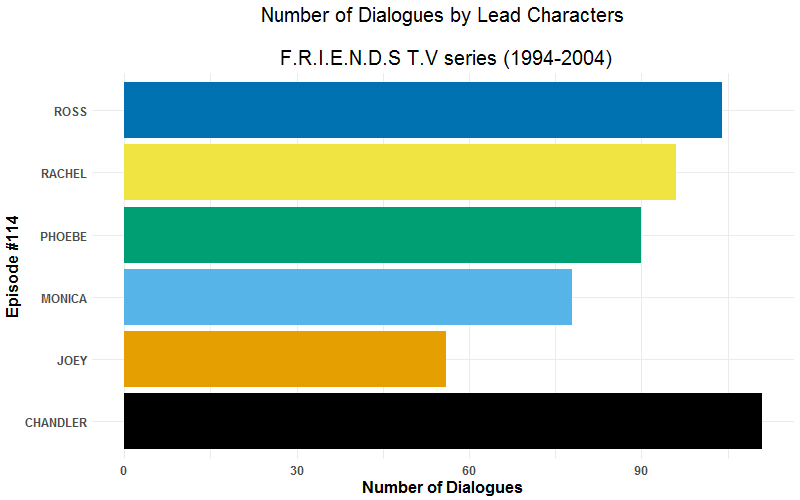 Number of Dialogues by Lead Characters
F.R.I.E.N.D.S T.V series (1994-2004)
Episode #114
ROSS
RACHEL
PHOEBE
MONICA
JOEY
CHANDLER
0 30 60 90
Number of Dialogues